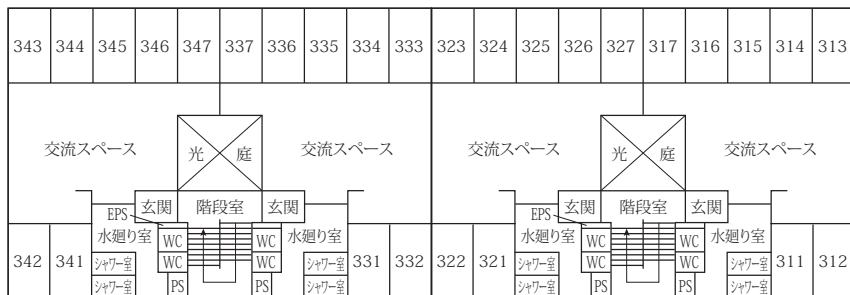 343 344 345 346 347 337 336 335 334 333 323 324 325 326 327 317 316 315 314 313
交流スペース 光 庭 交流スペース 交流スペース 光 庭 交流スペース
玄関 階段室 玄関 玄関 階段室 玄関
EPS EPS
水廻り室 WC WC 水廻り室 水廻り室 WC WC 水廻り室
342 341 シャワー室 WC WC シャワー室 331 332 322 321 シャワー室 WC WC シャワー室 311 312
シャワー室 PS PS シャワー室 シャワー室 PS PS シャワー室